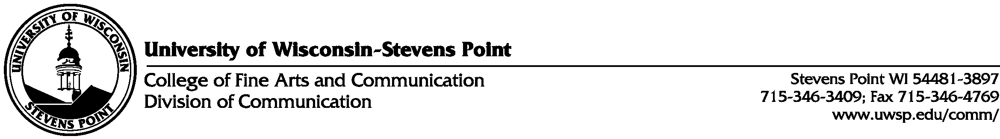 UNIVERSITY OF WISCONSIN
STEVENS POINT
University of Wisconsin-Stevens Point
College of Fine Arts and Communication
Division of Communication
Stevens Point WI 54481-3897
715-346-3409; Fax 715-346-4769
www.uwsp.edu/comm/